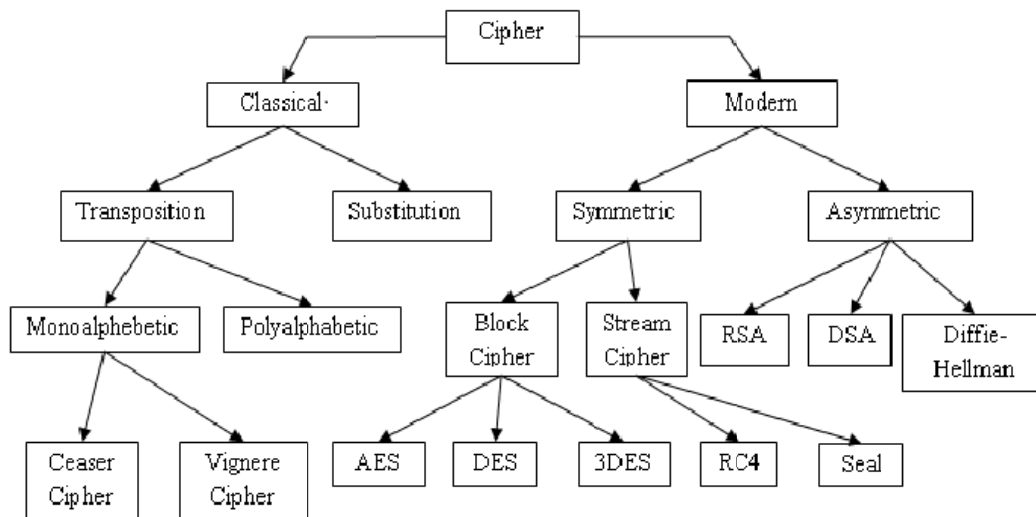 Cipher
Classical·
Modern
Transposition
Substitution
Symmetric
Asymmetric
Monoalphebetic
Polyalphabetic
Block
Cipher
Stream
Cipher
RSA
DSA
Diffie-
Hellman
Ceaser
Cipher
Vignere
Cipher
AES
DES
3DES
RC4
Seal